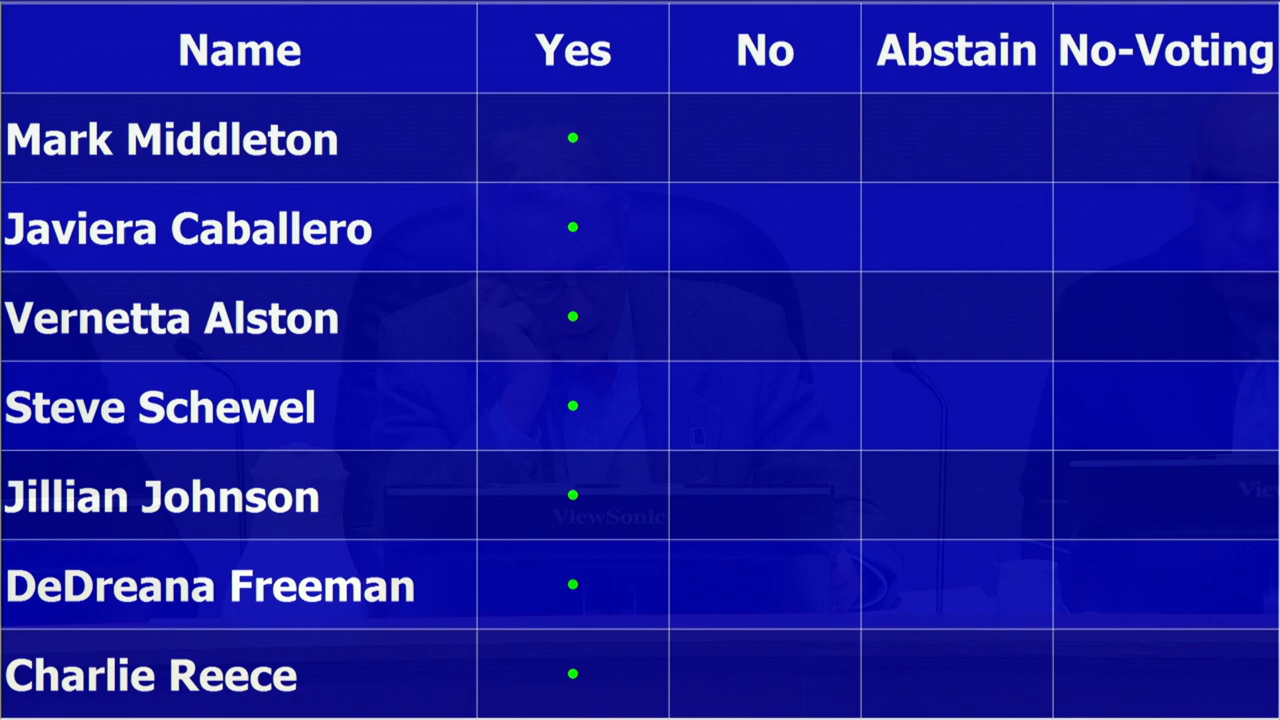 Name Yes No Abstain No-Voting
Mark Middleton
Javiera Caballero
Vernetta Alston
Steve Schewel
Jillian Johnson
ViewSonic
DeDreana Freeman
Charlie Reece